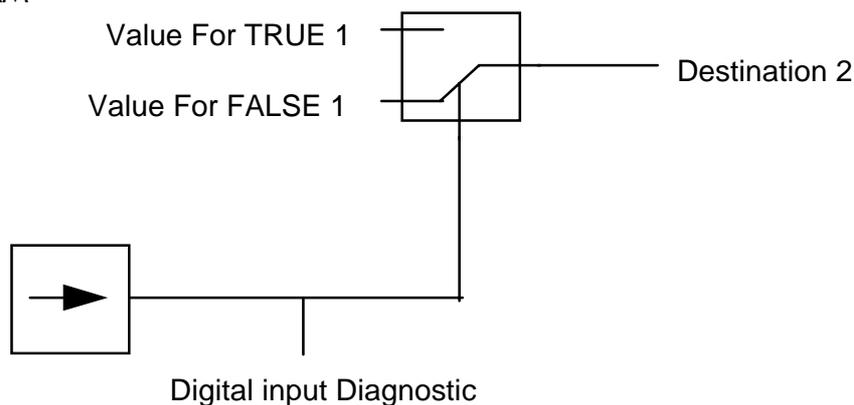 Value For TRUE 1
Value For FALSE 1
Destination 2
Digital input Diagnostic